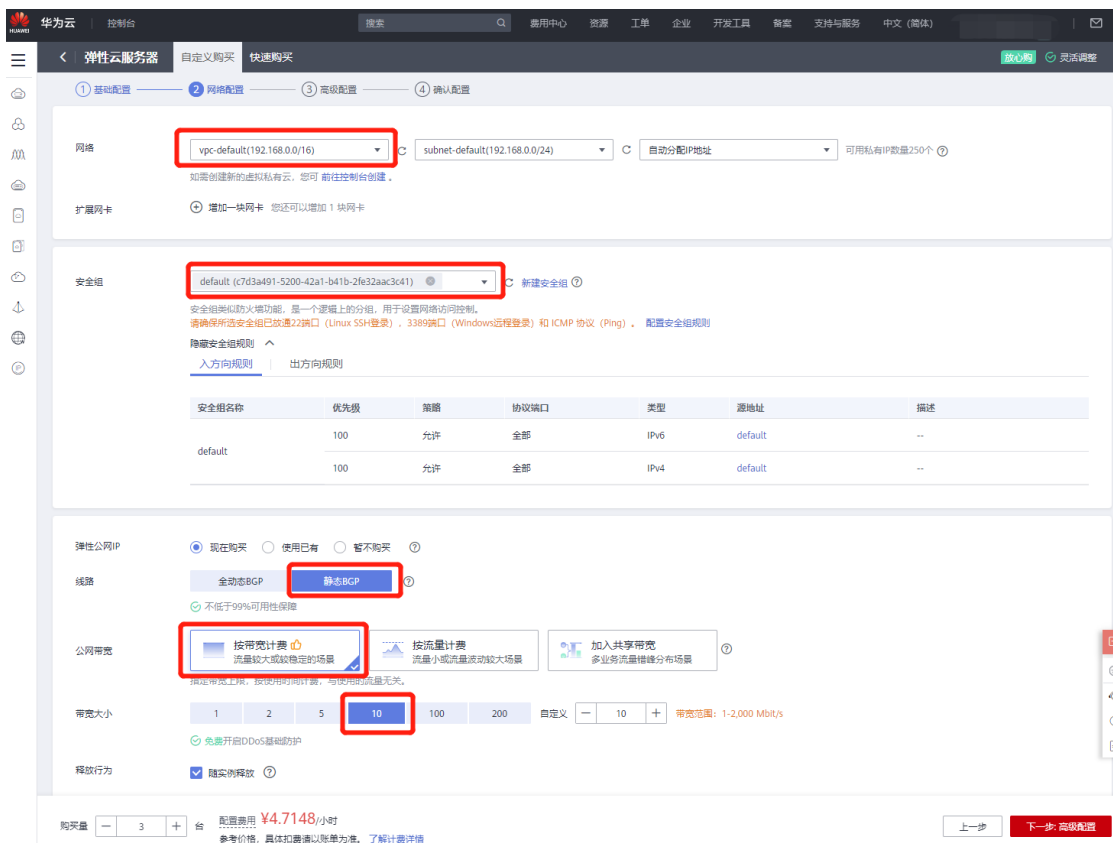 HUAWEI 华为云 控制台 搜索 费用中心 资源 工单 企业 开发工具 备案 支持与服务 中文 (简体)
弹性云服务器 自定义购买 快速购买 放心购 灵活调整
1 基础配置 2 网络配置 3 高级配置 4 确认配置
网络 vpc-default(192.168.0.0/16) subnet-default(192.168.0.0/24) 自动分配IP地址 可用私有IP数量250个
如需创建新的虚拟私有云，您可 前往控制台创建 。
扩展网卡 增加一块网卡 您还可以增加 1 块网卡
安全组 default (c7d3a491-5200-42a1-b41b-2fe32aac3c41) 新建安全组
安全组类似防火墙功能，是一个逻辑上的分组，用于设置网络访问控制。
请确保所选安全组已放通22端口（Linux SSH登录），3389端口（Windows远程登录）和 ICMP 协议（Ping）。 配置安全组规则
隐藏安全组规则
入方向规则 出方向规则
安全组名称 优先级 策略 协议端口 类型 源地址 描述
default
100 允许 全部 IPv6 default --
100 允许 全部 IPv4 default --
弹性公网IP 现在购买 使用已有 暂不购买
线路 全动态BGP 静态BGP
不低于99%可用性保障
公网带宽 按带宽计费 按流量计费 加入共享带宽
流量较大或较稳定的场景 流量小或流量波动较大场景 多业务流量错峰分布场景
指定带宽上限，按使用时间计费，与使用的流量无关。
带宽大小 1 2 5 10 100 200 自定义 － 10 ＋ 带宽范围：1-2,000 Mbit/s
免费开启DDoS基础防护
释放行为 随实例释放
购买量 － 3 ＋ 台 配置费用 ¥4.7148/小时 上一步 下一步: 高级配置
参考价格，具体扣费请以账单为准。 了解计费详情